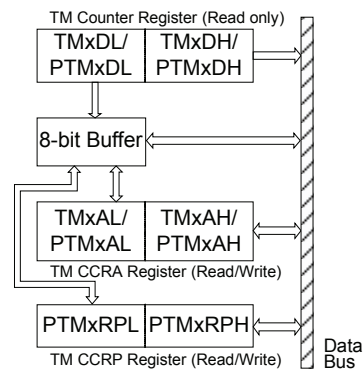 TM Counter Register (Read only)
TMxDL/ TMxDH/
PTMxDL PTMxDH
8-bit Buffer
TMxAL/ TMxAH/
PTMxAL PTMxAH
TM CCRA Register (Read/Write)
PTMxRPL PTMxRPH
TM CCRP Register (Read/Write)
Data
Bus